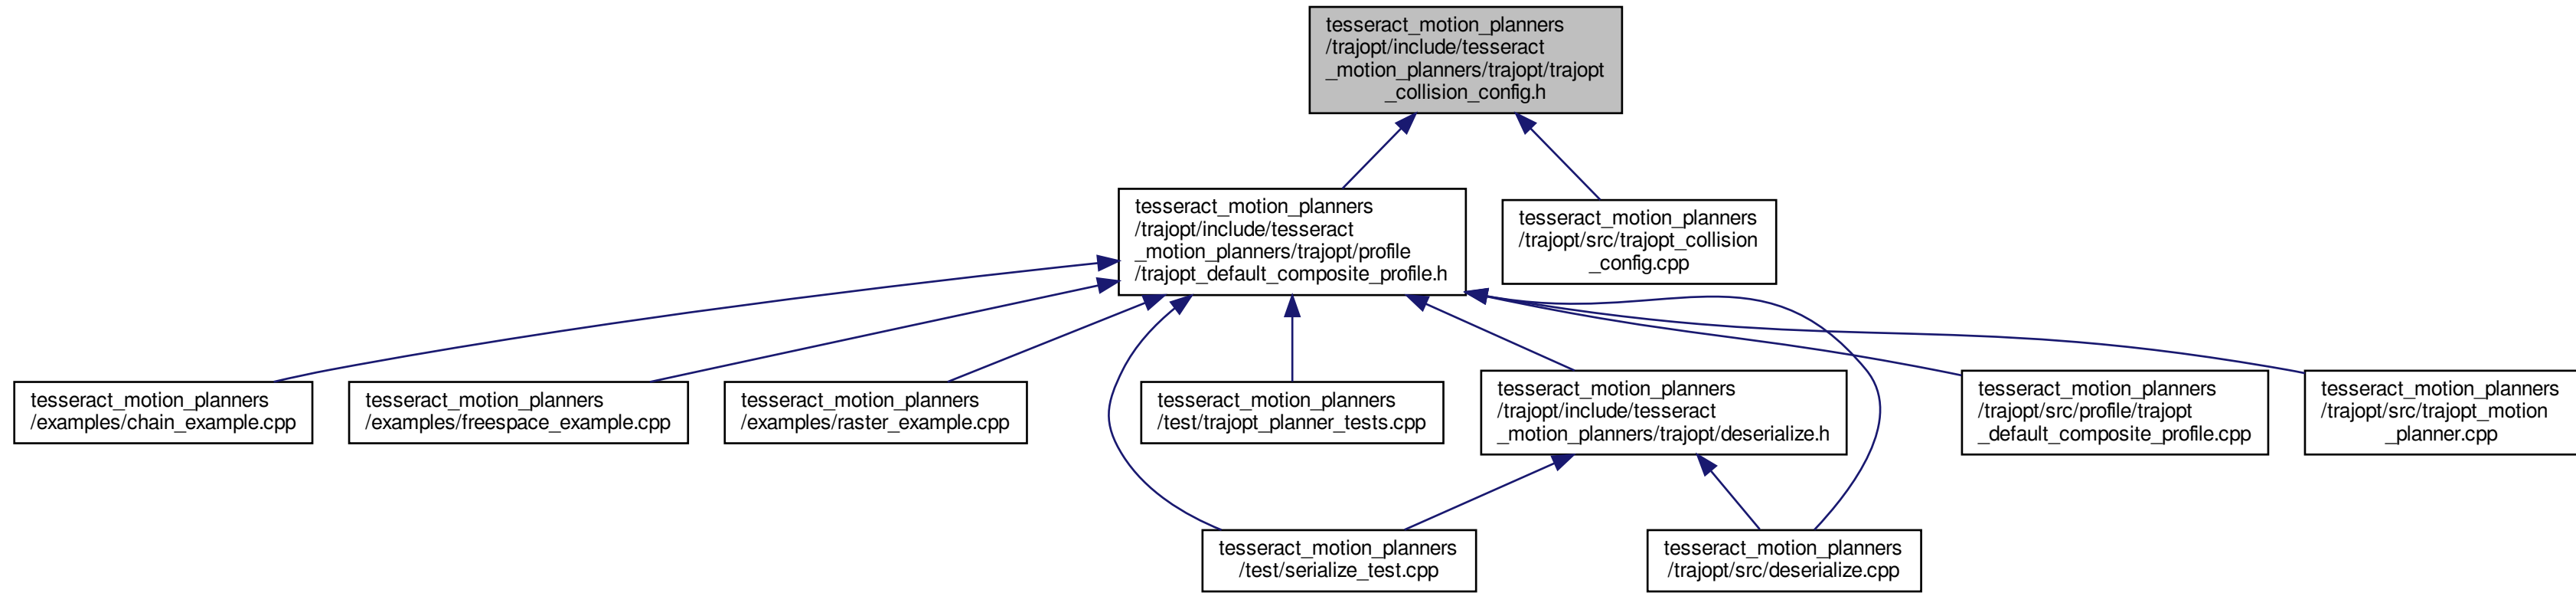 tesseract_motion_planners
/trajopt/include/tesseract
_motion_planners/trajopt/trajopt
_collision_config.h
tesseract_motion_planners
/trajopt/include/tesseract
_motion_planners/trajopt/profile
/trajopt_default_composite_profile.h
tesseract_motion_planners
/trajopt/src/trajopt_collision
_config.cpp
tesseract_motion_planners
/examples/chain_example.cpp
tesseract_motion_planners
/examples/freespace_example.cpp
tesseract_motion_planners
/examples/raster_example.cpp
tesseract_motion_planners
/test/trajopt_planner_tests.cpp
tesseract_motion_planners
/trajopt/include/tesseract
_motion_planners/trajopt/deserialize.h
tesseract_motion_planners
/trajopt/src/profile/trajopt
_default_composite_profile.cpp
tesseract_motion_planners
/trajopt/src/trajopt_motion
_planner.cpp
tesseract_motion_planners
/test/serialize_test.cpp
tesseract_motion_planners
/trajopt/src/deserialize.cpp